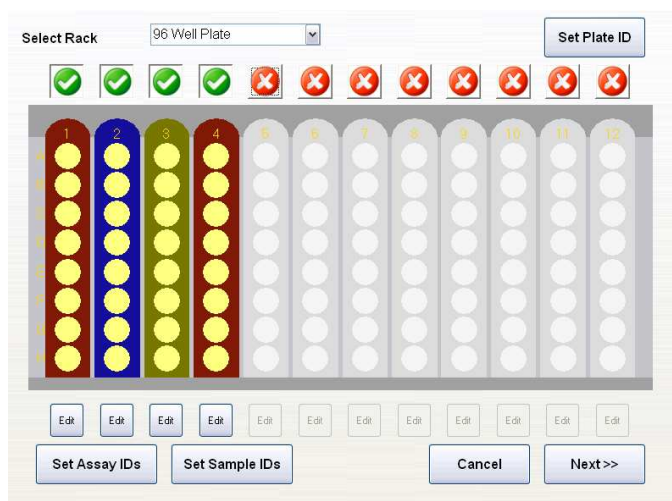 Select Rack 96 Well Plate Set Plate ID
1 2 3 4 5 6 7 8 9 10 11 12
Edit Edit Edit Edit Edit Edit Edit Edit Edit Edit Edit Edit
Set Assay IDs Set Sample IDs Cancel Next>>